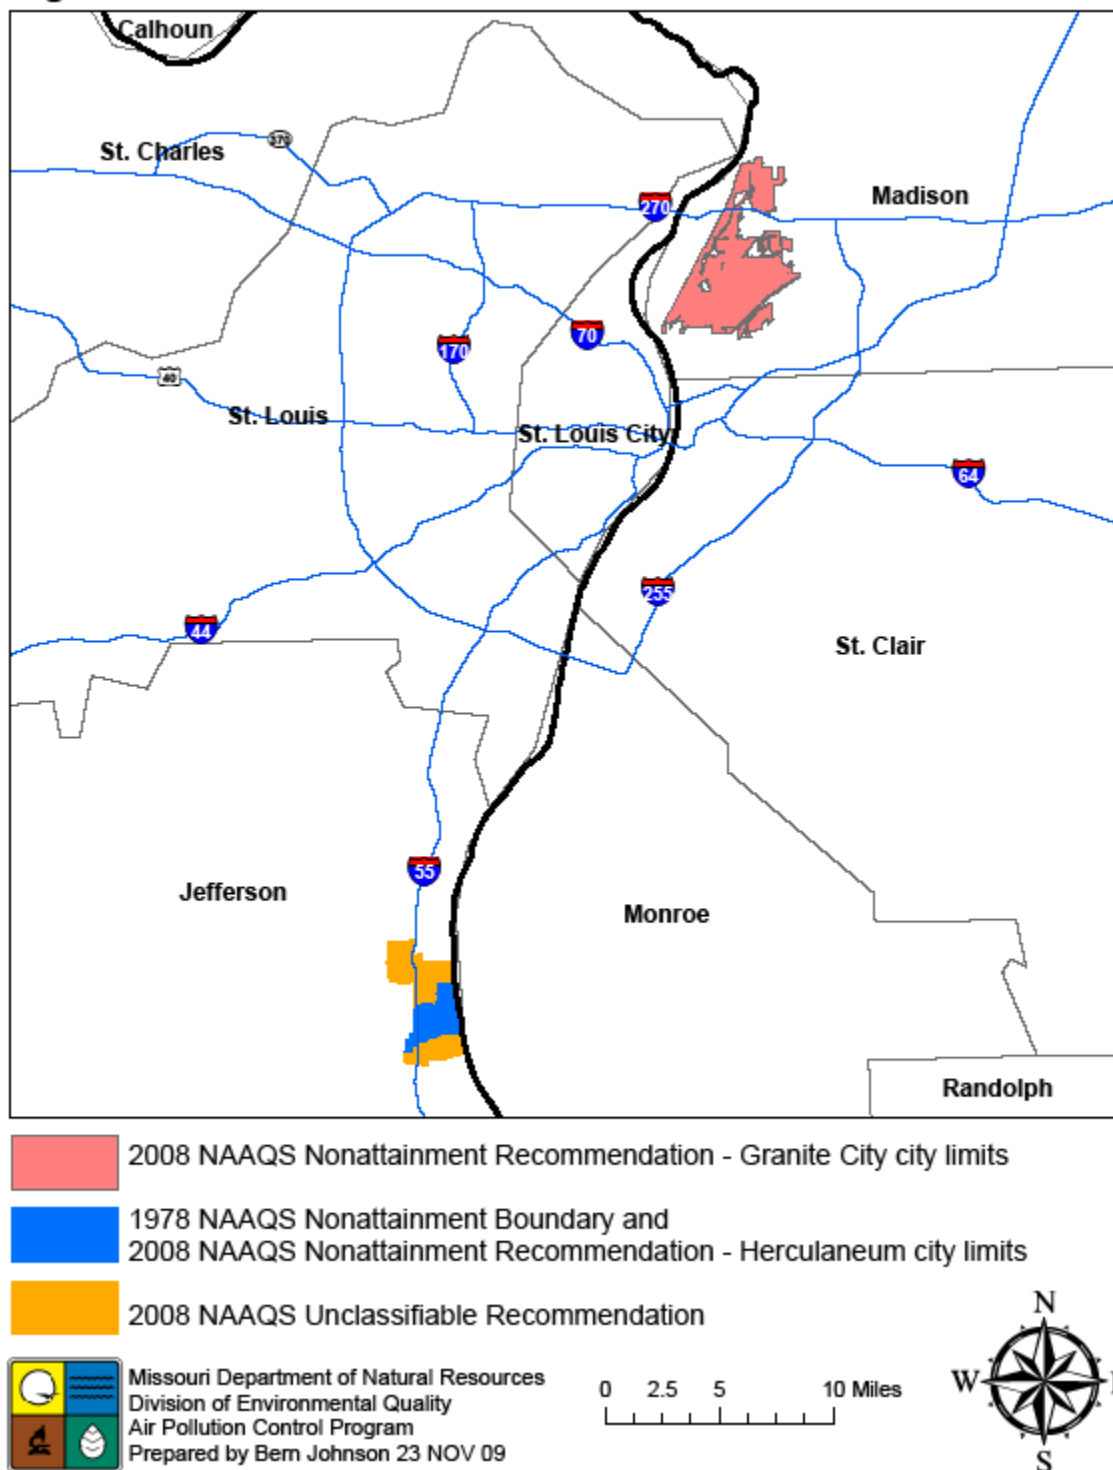 Calhoun
370
St. Charles
Madison
270
70
170
40
St. Louis
St. Louis City
64
255
44
St. Clair
55
Jefferson
Monroe
Randolph
2008 NAAQS Nonattainment Recommendation - Granite City city limits
1978 NAAQS Nonattainment Boundary and
2008 NAAQS Nonattainment Recommendation - Herculaneum city limits
2008 NAAQS Unclassifiable Recommendation
Missouri Department of Natural Resources
Division of Environmental Quality
Air Pollution Control Program
Prepared by Bern Johnson 23 NOV 09
0 2.5 5 10 Miles
N
W
S